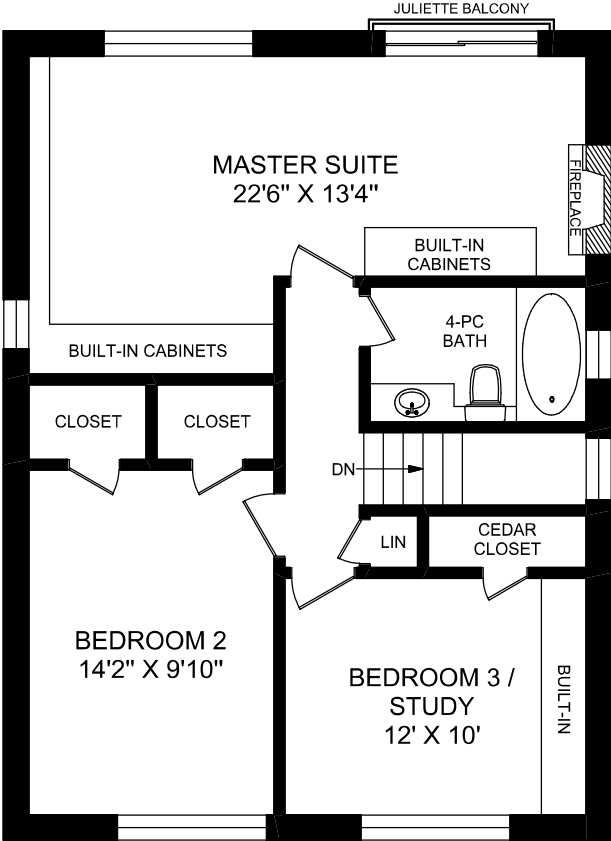 JULIETTE BALCONY
MASTER SUITE
22'6" X 13'4"
FIREPLACE
BUILT-IN
CABINETS
4-PC
BATH
BUILT-IN CABINETS
CLOSET
CLOSET
DN
LIN
CEDAR
CLOSET
BEDROOM 2
14'2" X 9'10"
BEDROOM 3 /
STUDY
12' X 10'
BUILT-IN